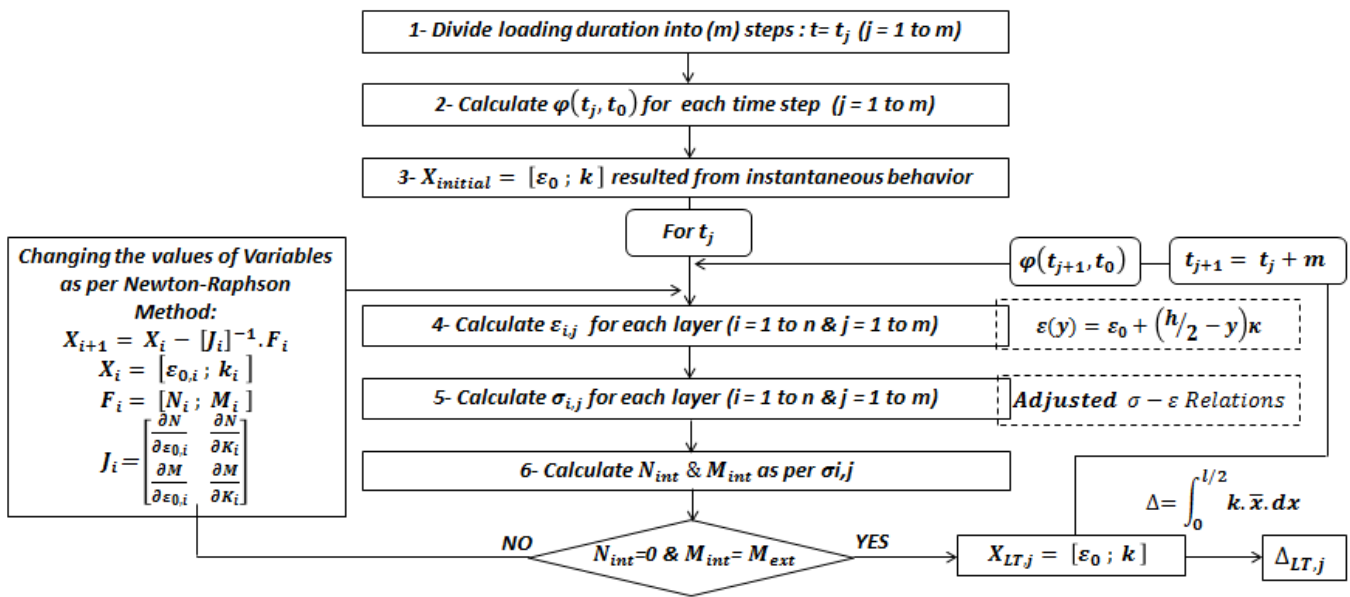 1- Divide loading duration into (m) steps : t= t_j (j = 1 to m)
2- Calculate φ(t_j, t_0) for each time step (j = 1 to m)
3- X_initial = [ε_0 ; k] resulted from instantaneous behavior
For t_j
Changing the values of Variables
as per Newton-Raphson
Method:
X_{i+1} = X_i − [J_i]^{-1}. F_i
X_i = [ε_{0,i} ; k_i]
F_i = [N_i ; M_i]
J_i = [∂N/∂ε_{0,i} ∂N/∂K_i
∂M/∂ε_{0,i} ∂M/∂K_i]
φ(t_{j+1}, t_0)
t_{j+1} = t_j + m
4- Calculate ε_{i,j} for each layer (i = 1 to n & j = 1 to m)
ε(y) = ε_0 + (h/2 − y)κ
5- Calculate σ_{i,j} for each layer (i = 1 to n & j = 1 to m)
Adjusted σ − ε Relations
6- Calculate N_int & M_int as per σi,j
Δ= ∫_0^{l/2} k. x̅. dx
NO
N_int=0 & M_int= M_ext
YES
X_{LT,j} = [ε_0 ; k]
Δ_{LT,j}